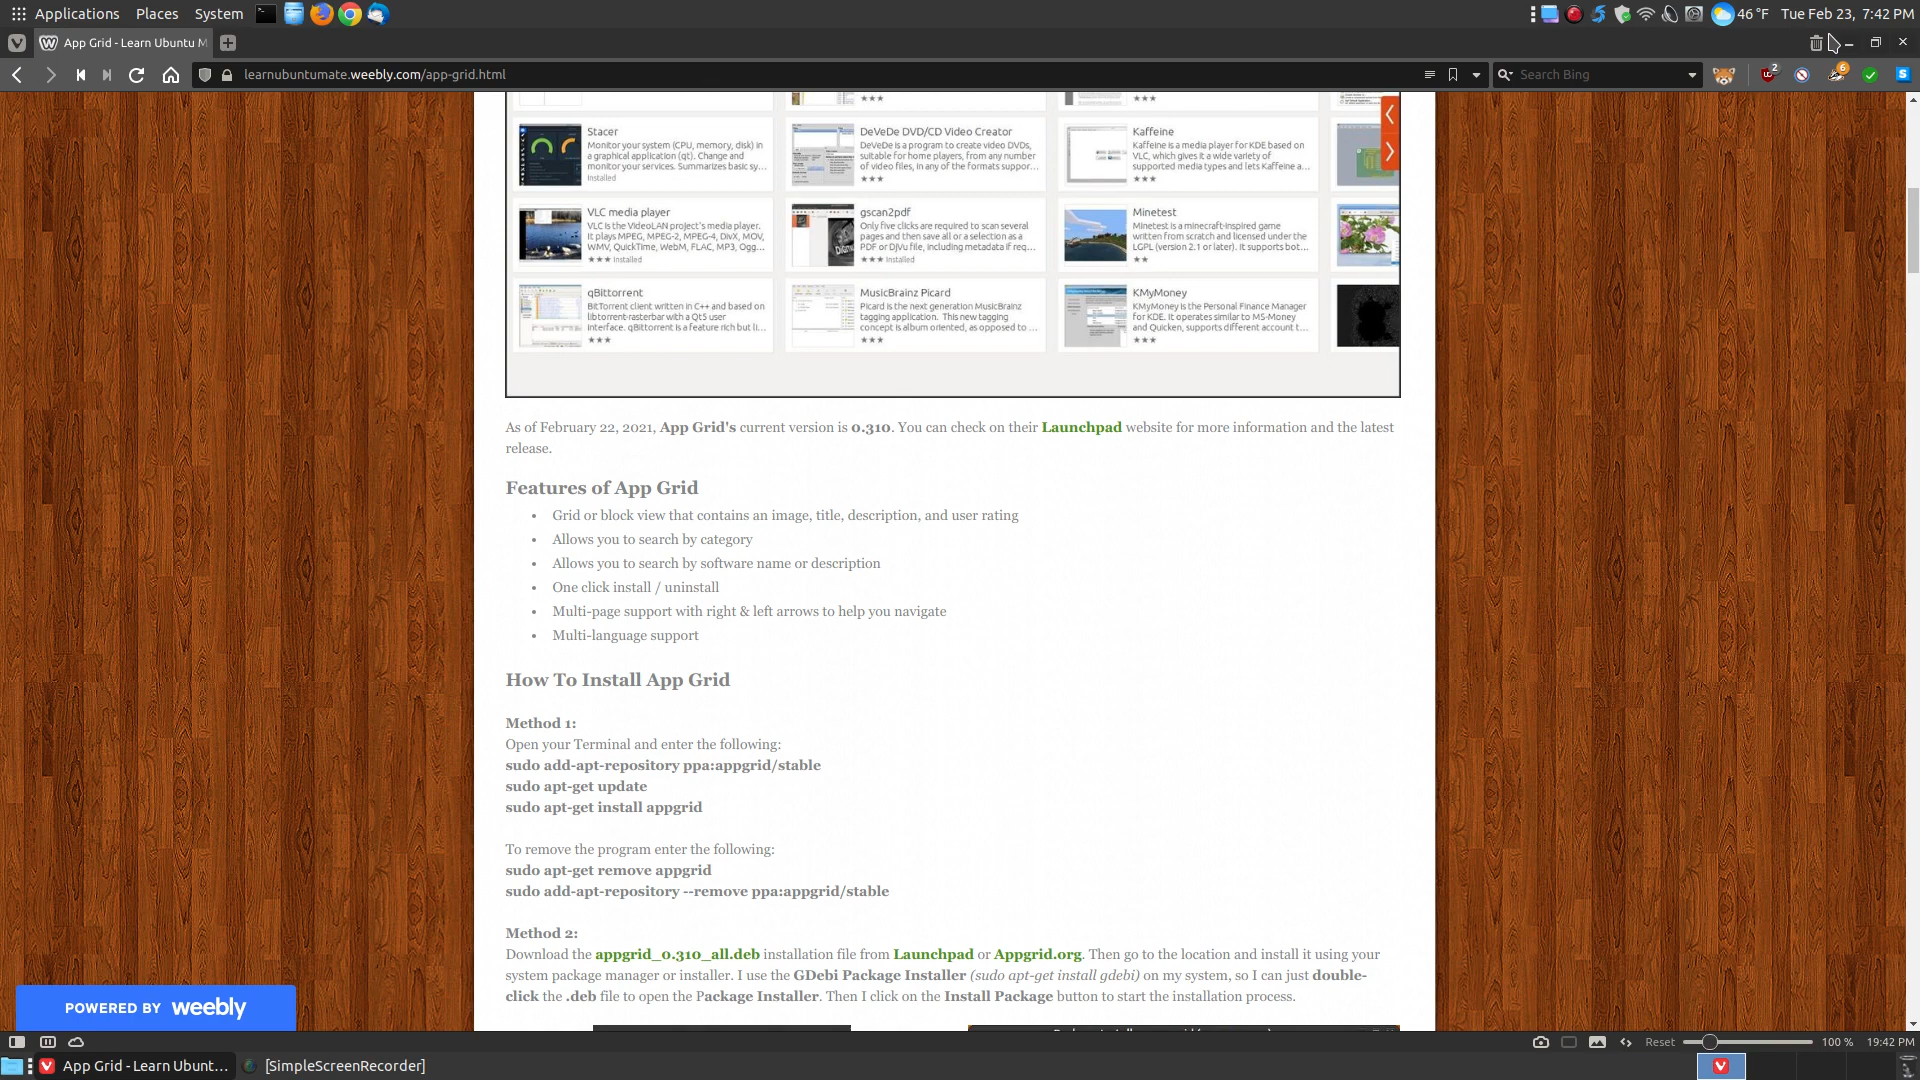 Applications Places System
46 °F Tue Feb 23, 7:42 PM
App Grid - Learn Ubuntu M
learnubuntumate.weebly.com/app-grid.html
Search Bing
2
6
Stacer
Monitor your system (CPU, memory, disk) in
a graphical application (qt). Change and
monitor your services. Summarizes basic sy...
Installed
DeVeDe DVD/CD Video Creator
DeVeDe is a program to create video DVDs,
suitable for home players, from any number
of video files, in any of the formats suppor...
★★★
Kaffeine
Kaffeine is a media player for KDE based on
VLC, which gives it a wide variety of
supported media types and lets Kaffeine a...
★★★
VLC media player
VLC is the VideoLAN project's media player.
It plays MPEG, MPEG-2, MPEG-4, DivX, MOV,
WMV, QuickTime, WebM, FLAC, MP3, Ogg...
★★★ Installed
gscan2pdf
Only five clicks are required to scan several
pages and then save all or a selection as a
PDF or DjVu file, including metadata if req...
★★★ Installed
Minetest
Minetest is a minecraft-inspired game
written from scratch and licensed under the
LGPL (version 2.1 or later). It supports bot...
★★
qBittorrent
BitTorrent client written in C++ and based on
libtorrent-rasterbar with a Qt5 user
interface. qBittorrent is a feature rich but li...
★★★
MusicBrainz Picard
Picard is the next generation MusicBrainz
tagging application. This new tagging
concept is album oriented, as opposed to ...
★★★
KMyMoney
KMyMoney is the Personal Finance Manager
for KDE. It operates similar to MS-Money
and Quicken, supports different account t...
★★★
As of February 22, 2021, App Grid's current version is 0.310. You can check on their Launchpad website for more information and the latest
release.
Features of App Grid
• Grid or block view that contains an image, title, description, and user rating
• Allows you to search by category
• Allows you to search by software name or description
• One click install / uninstall
• Multi-page support with right & left arrows to help you navigate
• Multi-language support
How To Install App Grid
Method 1:
Open your Terminal and enter the following:
sudo add-apt-repository ppa:appgrid/stable
sudo apt-get update
sudo apt-get install appgrid
To remove the program enter the following:
sudo apt-get remove appgrid
sudo add-apt-repository --remove ppa:appgrid/stable
Method 2:
Download the appgrid_0.310_all.deb installation file from Launchpad or Appgrid.org. Then go to the location and install it using your
system package manager or installer. I use the GDebi Package Installer (sudo apt-get install gdebi) on my system, so I can just double-
click the .deb file to open the Package Installer. Then I click on the Install Package button to start the installation process.
POWERED BY weebly
Reset 100 % 19:42 PM
App Grid - Learn Ubunt... [SimpleScreenRecorder]